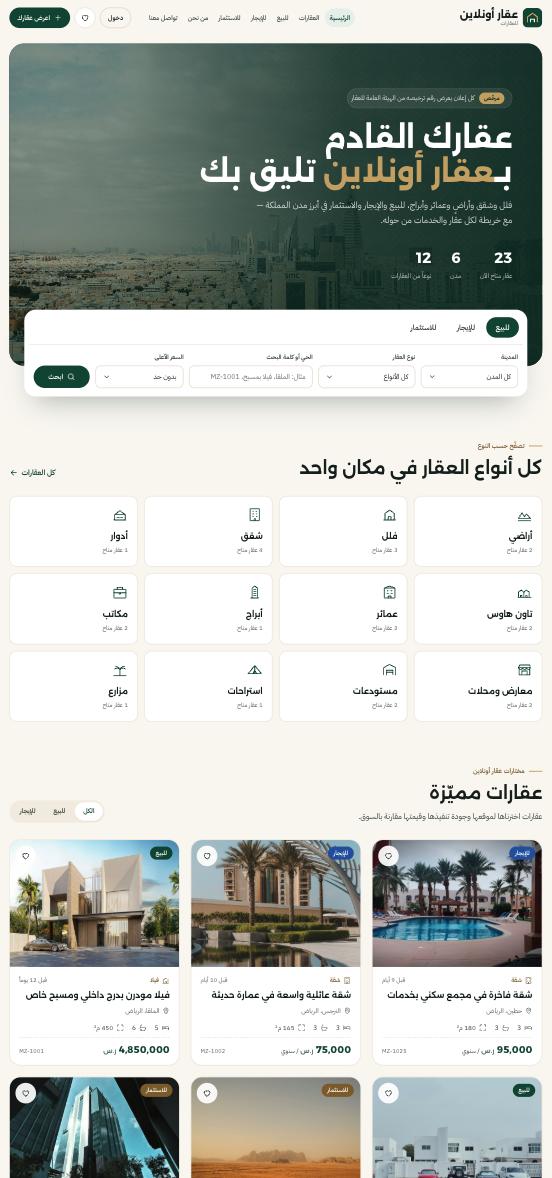 عقار أونلاين
للعقارات
الرئيسية
العقارات
للبيع
للإيجار
للاستثمار
من نحن
تواصل معنا
دخول
اعرض عقارك
مرخّص كل إعلان بعرض رقم ترخيصه من الهيئة العامة للعقار
عقارك القادم
بـعقار أونلاين تليق بك
فلل وشقق وأراضٍ وعمائر وأبراج، للبيع والإيجار والاستثمار في أبرز مدن المملكة —
مع خريطة لكل عقار والخدمات من حوله.
23 6 12
عقار متاح الآن مدن نوعاً من العقارات
للبيع للإيجار للاستثمار
المدينة نوع العقار الحي أو كلمة البحث السعر الأعلى
كل المدن كل الأنواع مثال: الملقا، فيلا بمسبح، MZ-1001 بدون حد ابحث
تصفّح حسب النوع
كل أنواع العقار في مكان واحد
كل العقارات ←
أراضي فلل شقق أدوار
2 عقار متاح 3 عقار متاح 4 عقار متاح 1 عقار متاح
تاون هاوس عمائر أبراج مكاتب
2 عقار متاح 2 عقار متاح 1 عقار متاح 2 عقار متاح
معارض ومحلات مستودعات استراحات مزارع
2 عقار متاح 2 عقار متاح 1 عقار متاح 1 عقار متاح
مختارات عقار أونلاين
عقارات مميّزة
عقارات اخترناها لموقعها وجودة تنفيذها وقيمتها مقارنة بالسوق.
الكل للبيع للإيجار
للإيجار
شقة قبل 9 أيام
شقة فاخرة في مجمع سكني بخدمات
حطين، الرياض
3 3 180 م²
95,000 ر.س / سنوي MZ-1025
للإيجار
شقة قبل 10 أيام
شقة عائلية واسعة في عمارة حديثة
النرجس، الرياض
3 3 165 م²
75,000 ر.س / سنوي MZ-1002
للبيع
فيلا قبل 12 يوماً
فيلا مودرن بدرج داخلي ومسبح خاص
الملقا، الرياض
5 6 450 م²
4,850,000 ر.س MZ-1001
للبيع
للاستثمار
للاستثمار